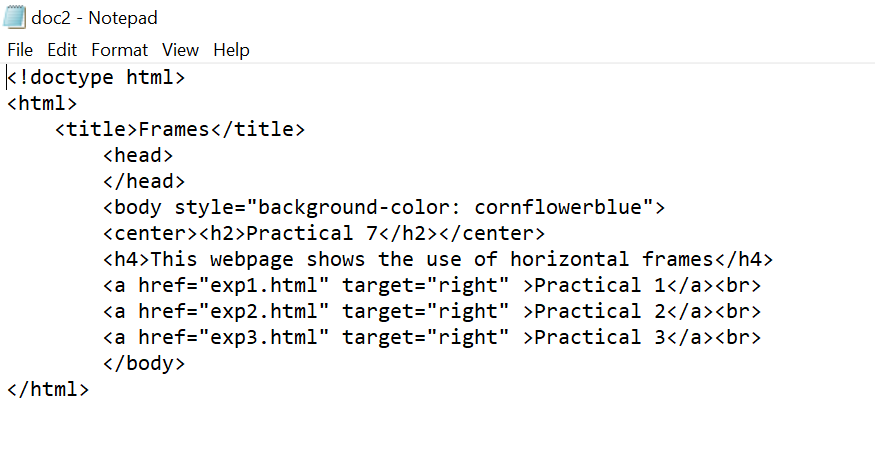 doc2 - Notepad
File Edit Format View Help
<!doctype html>
<html>
    <title>Frames</title>
        <head>
        </head>
        <body style="background-color: cornflowerblue">
        <center><h2>Practical 7</h2></center>
        <h4>This webpage shows the use of horizontal frames</h4>
        <a href="exp1.html" target="right" >Practical 1</a><br>
        <a href="exp2.html" target="right" >Practical 2</a><br>
        <a href="exp3.html" target="right" >Practical 3</a><br>
        </body>
</html>